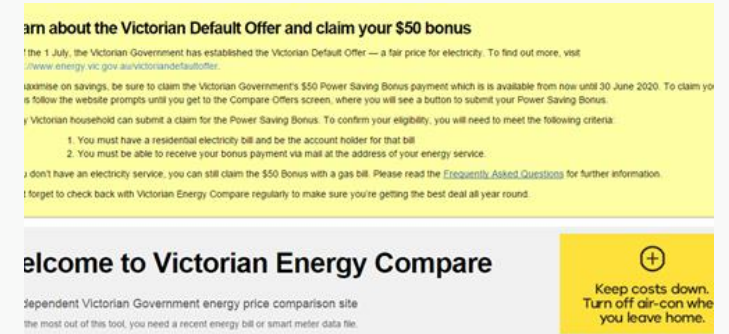 arn about the Victorian Default Offer and claim your $50 bonus
the 1 July, the Victorian Government has established the Victorian Default Offer — a fair price for electricity. To find out more, visit
://www.energy.vic.gov.au/victoriandefaultoffer.
aximise on savings, be sure to claim the Victorian Government's $50 Power Saving Bonus payment which is is available from now until 30 June 2020. To claim yo
s follow the website prompts until you get to the Compare Offers screen, where you will see a button to submit your Power Saving Bonus.
y Victorian household can submit a claim for the Power Saving Bonus. To confirm your eligibility, you will need to meet the following criteria:
1. You must have a residential electricity bill and be the account holder for that bill
2. You must be able to receive your bonus payment via mail at the address of your energy service.
u don't have an electricity service, you can still claim the $50 Bonus with a gas bill. Please read the Frequently Asked Questions for further information.
t forget to check back with Victorian Energy Compare regularly to make sure you're getting the best deal all year round.
elcome to Victorian Energy Compare
dependent Victorian Government energy price comparison site
the most out of this tool, you need a recent energy bill or smart meter data file.
Keep costs down.
Turn off air-con whe
you leave home.